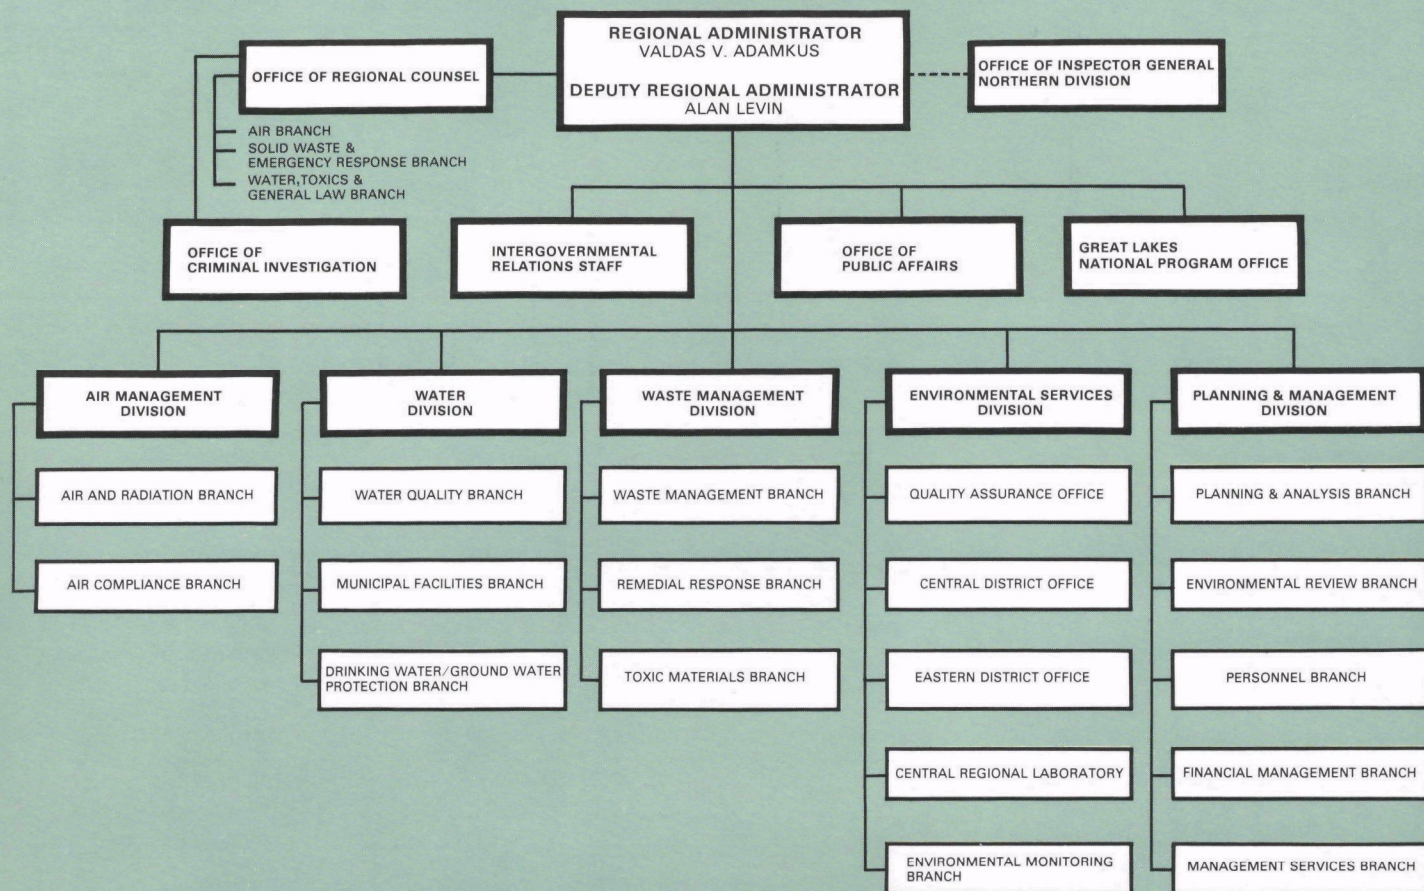 REGIONAL ADMINISTRATOR
VALDAS V. ADAMKUS
DEPUTY REGIONAL ADMINISTRATOR
ALAN LEVIN
OFFICE OF REGIONAL COUNSEL
AIR BRANCH
SOLID WASTE &
EMERGENCY RESPONSE BRANCH
WATER,TOXICS &
GENERAL LAW BRANCH
OFFICE OF INSPECTOR GENERAL
NORTHERN DIVISION
OFFICE OF
CRIMINAL INVESTIGATION
INTERGOVERNMENTAL
RELATIONS STAFF
OFFICE OF
PUBLIC AFFAIRS
GREAT LAKES
NATIONAL PROGRAM OFFICE
AIR MANAGEMENT
DIVISION
AIR AND RADIATION BRANCH
AIR COMPLIANCE BRANCH
WATER
DIVISION
WATER QUALITY BRANCH
MUNICIPAL FACILITIES BRANCH
DRINKING WATER/GROUND WATER
PROTECTION BRANCH
WASTE MANAGEMENT
DIVISION
WASTE MANAGEMENT BRANCH
REMEDIAL RESPONSE BRANCH
TOXIC MATERIALS BRANCH
ENVIRONMENTAL SERVICES
DIVISION
QUALITY ASSURANCE OFFICE
CENTRAL DISTRICT OFFICE
EASTERN DISTRICT OFFICE
CENTRAL REGIONAL LABORATORY
ENVIRONMENTAL MONITORING
BRANCH
PLANNING & MANAGEMENT
DIVISION
PLANNING & ANALYSIS BRANCH
ENVIRONMENTAL REVIEW BRANCH
PERSONNEL BRANCH
FINANCIAL MANAGEMENT BRANCH
MANAGEMENT SERVICES BRANCH